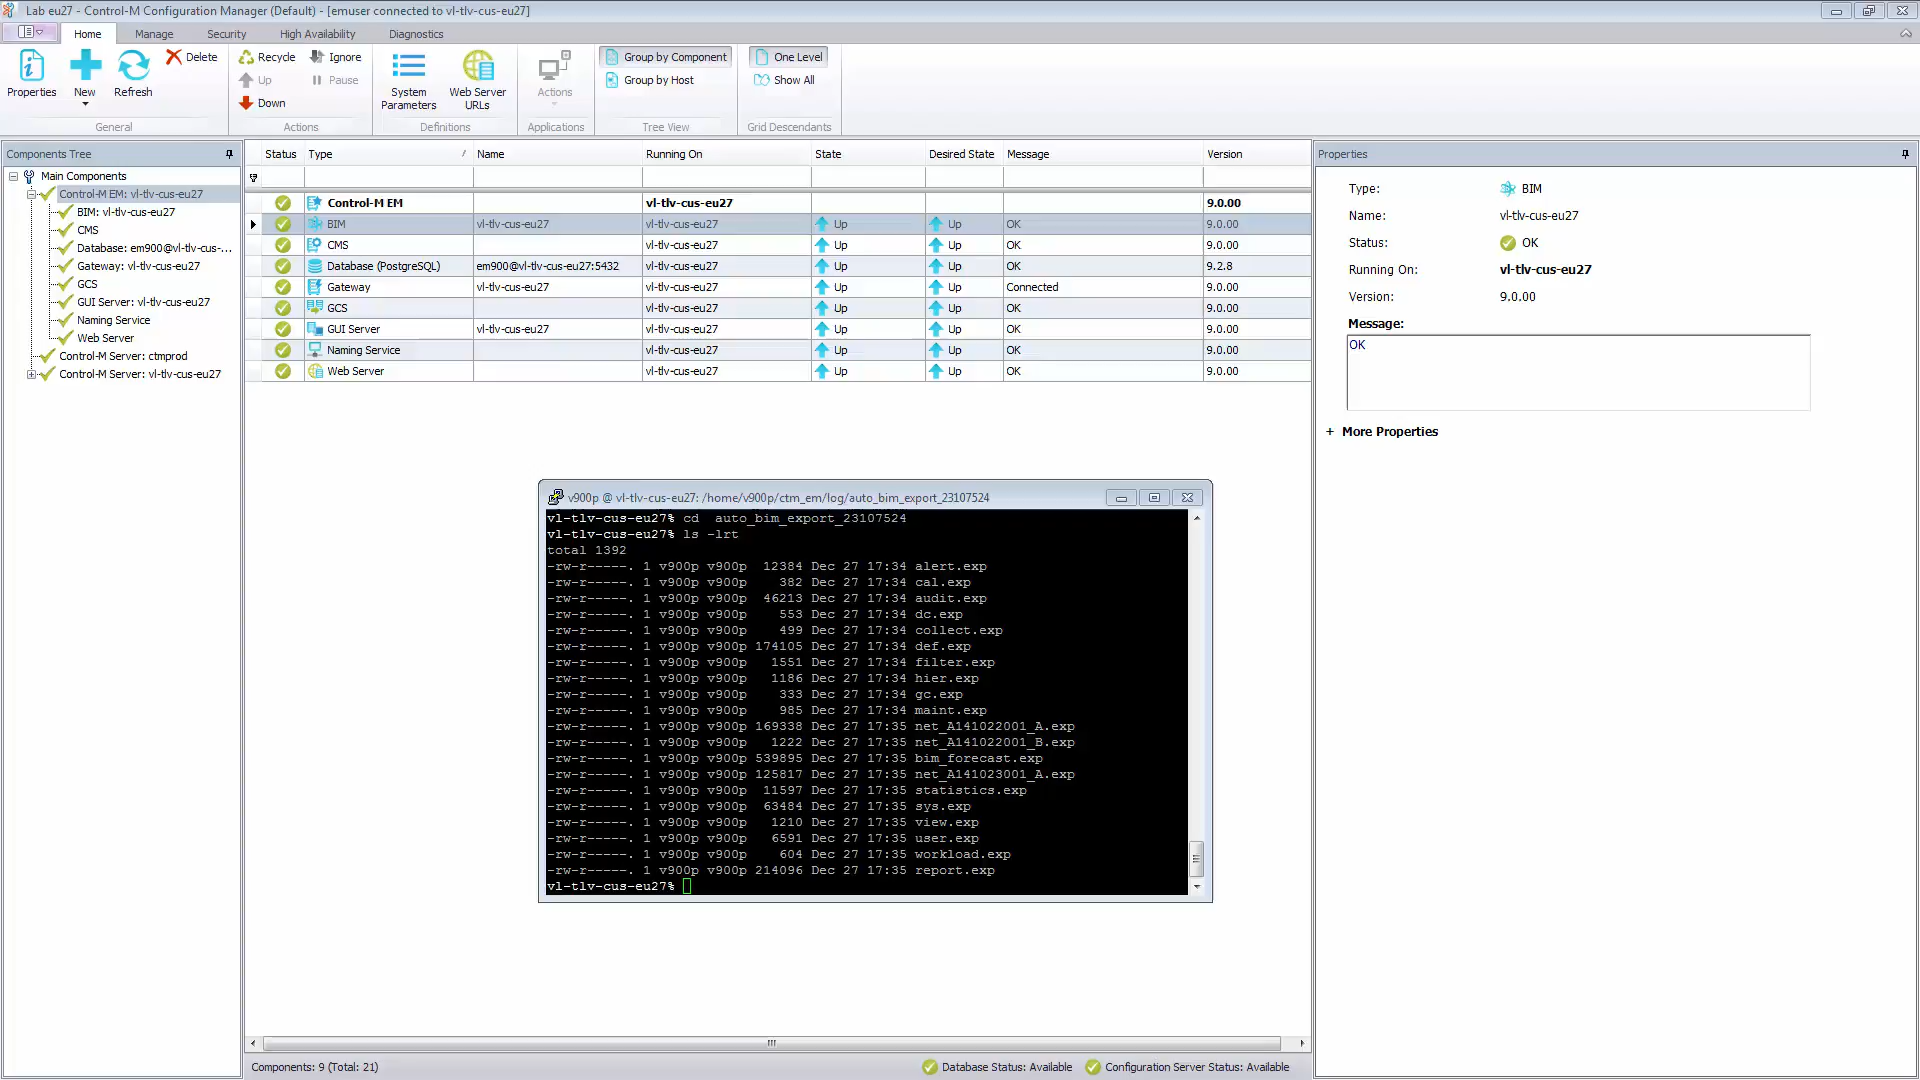 Lab eu27 - Control-M Configuration Manager (Default) - [emuser connected to vl-tlv-cus-eu27]
Home Manage Security High Availability Diagnostics
Properties New Refresh Delete
General
Recycle Ignore
Up Pause
Down
Actions
System Parameters Web Server URLs
Definitions
Actions
Applications
Group by Component
Group by Host
Tree View
One Level
Show All
Grid Descendants
Components Tree
Main Components
Control-M EM: vl-tlv-cus-eu27
BIM: vl-tlv-cus-eu27
CMS
Database: em900@vl-tlv-cus-...
Gateway: vl-tlv-cus-eu27
GCS
GUI Server: vl-tlv-cus-eu27
Naming Service
Web Server
Control-M Server: ctmprod
Control-M Server: vl-tlv-cus-eu27
Status Type / Name Running On State Desired State Message Version
Control-M EM vl-tlv-cus-eu27 9.0.00
BIM vl-tlv-cus-eu27 vl-tlv-cus-eu27 Up Up OK 9.0.00
CMS vl-tlv-cus-eu27 Up Up OK 9.0.00
Database (PostgreSQL) em900@vl-tlv-cus-eu27:5432 vl-tlv-cus-eu27 Up Up OK 9.2.8
Gateway vl-tlv-cus-eu27 vl-tlv-cus-eu27 Up Up Connected 9.0.00
GCS vl-tlv-cus-eu27 Up Up OK 9.0.00
GUI Server vl-tlv-cus-eu27 vl-tlv-cus-eu27 Up Up OK 9.0.00
Naming Service vl-tlv-cus-eu27 Up Up OK 9.0.00
Web Server vl-tlv-cus-eu27 Up Up OK 9.0.00
v900p @ vl-tlv-cus-eu27: /home/v900p/ctm_em/log/auto_bim_export_23107524
vl-tlv-cus-eu27% cd auto_bim_export_23107524
vl-tlv-cus-eu27% ls -lrt
total 1392
-rw-r-----. 1 v900p v900p 12384 Dec 27 17:34 alert.exp
-rw-r-----. 1 v900p v900p 382 Dec 27 17:34 cal.exp
-rw-r-----. 1 v900p v900p 46213 Dec 27 17:34 audit.exp
-rw-r-----. 1 v900p v900p 553 Dec 27 17:34 dc.exp
-rw-r-----. 1 v900p v900p 499 Dec 27 17:34 collect.exp
-rw-r-----. 1 v900p v900p 174105 Dec 27 17:34 def.exp
-rw-r-----. 1 v900p v900p 1551 Dec 27 17:34 filter.exp
-rw-r-----. 1 v900p v900p 1186 Dec 27 17:34 hier.exp
-rw-r-----. 1 v900p v900p 333 Dec 27 17:34 gc.exp
-rw-r-----. 1 v900p v900p 985 Dec 27 17:34 maint.exp
-rw-r-----. 1 v900p v900p 169338 Dec 27 17:35 net_A141022001_A.exp
-rw-r-----. 1 v900p v900p 1222 Dec 27 17:35 net_A141022001_B.exp
-rw-r-----. 1 v900p v900p 539895 Dec 27 17:35 bim_forecast.exp
-rw-r-----. 1 v900p v900p 125817 Dec 27 17:35 net_A141023001_A.exp
-rw-r-----. 1 v900p v900p 11597 Dec 27 17:35 statistics.exp
-rw-r-----. 1 v900p v900p 63484 Dec 27 17:35 sys.exp
-rw-r-----. 1 v900p v900p 1210 Dec 27 17:35 view.exp
-rw-r-----. 1 v900p v900p 6591 Dec 27 17:35 user.exp
-rw-r-----. 1 v900p v900p 604 Dec 27 17:35 workload.exp
-rw-r-----. 1 v900p v900p 214096 Dec 27 17:35 report.exp
vl-tlv-cus-eu27%
Properties
Type: BIM
Name: vl-tlv-cus-eu27
Status: OK
Running On: vl-tlv-cus-eu27
Version: 9.0.00
Message:
OK
+ More Properties
Components: 9 (Total: 21)
Database Status: Available Configuration Server Status: Available